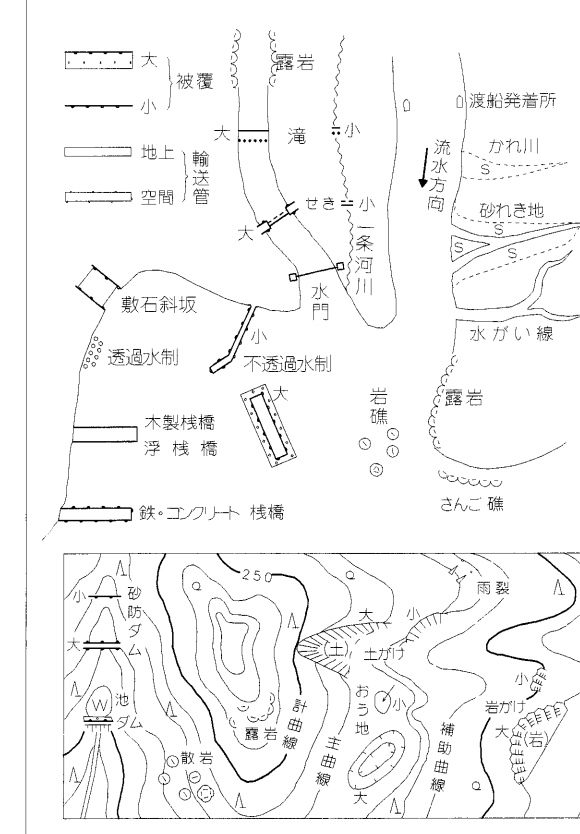 大
被覆
小
地上
輸送管
空間
露岩
大
滝
小
せき
小
大
一条河川
水門
渡船発着所
流水方向
かれ川
S
砂れき地
S
S
S
水がい線
敷石斜坂
透過水制
小
不透過水制
大
岩礁
露岩
さんご礁
木製桟橋
浮桟橋
鉄・コンクリート 桟橋
250
小
砂防ダム
大
W
池
ダム
散岩
露岩
計曲線
主曲線
大
小
雨裂
(土)
土がけ
おう地
小
大
補助曲線
小
岩がけ
大
(岩)